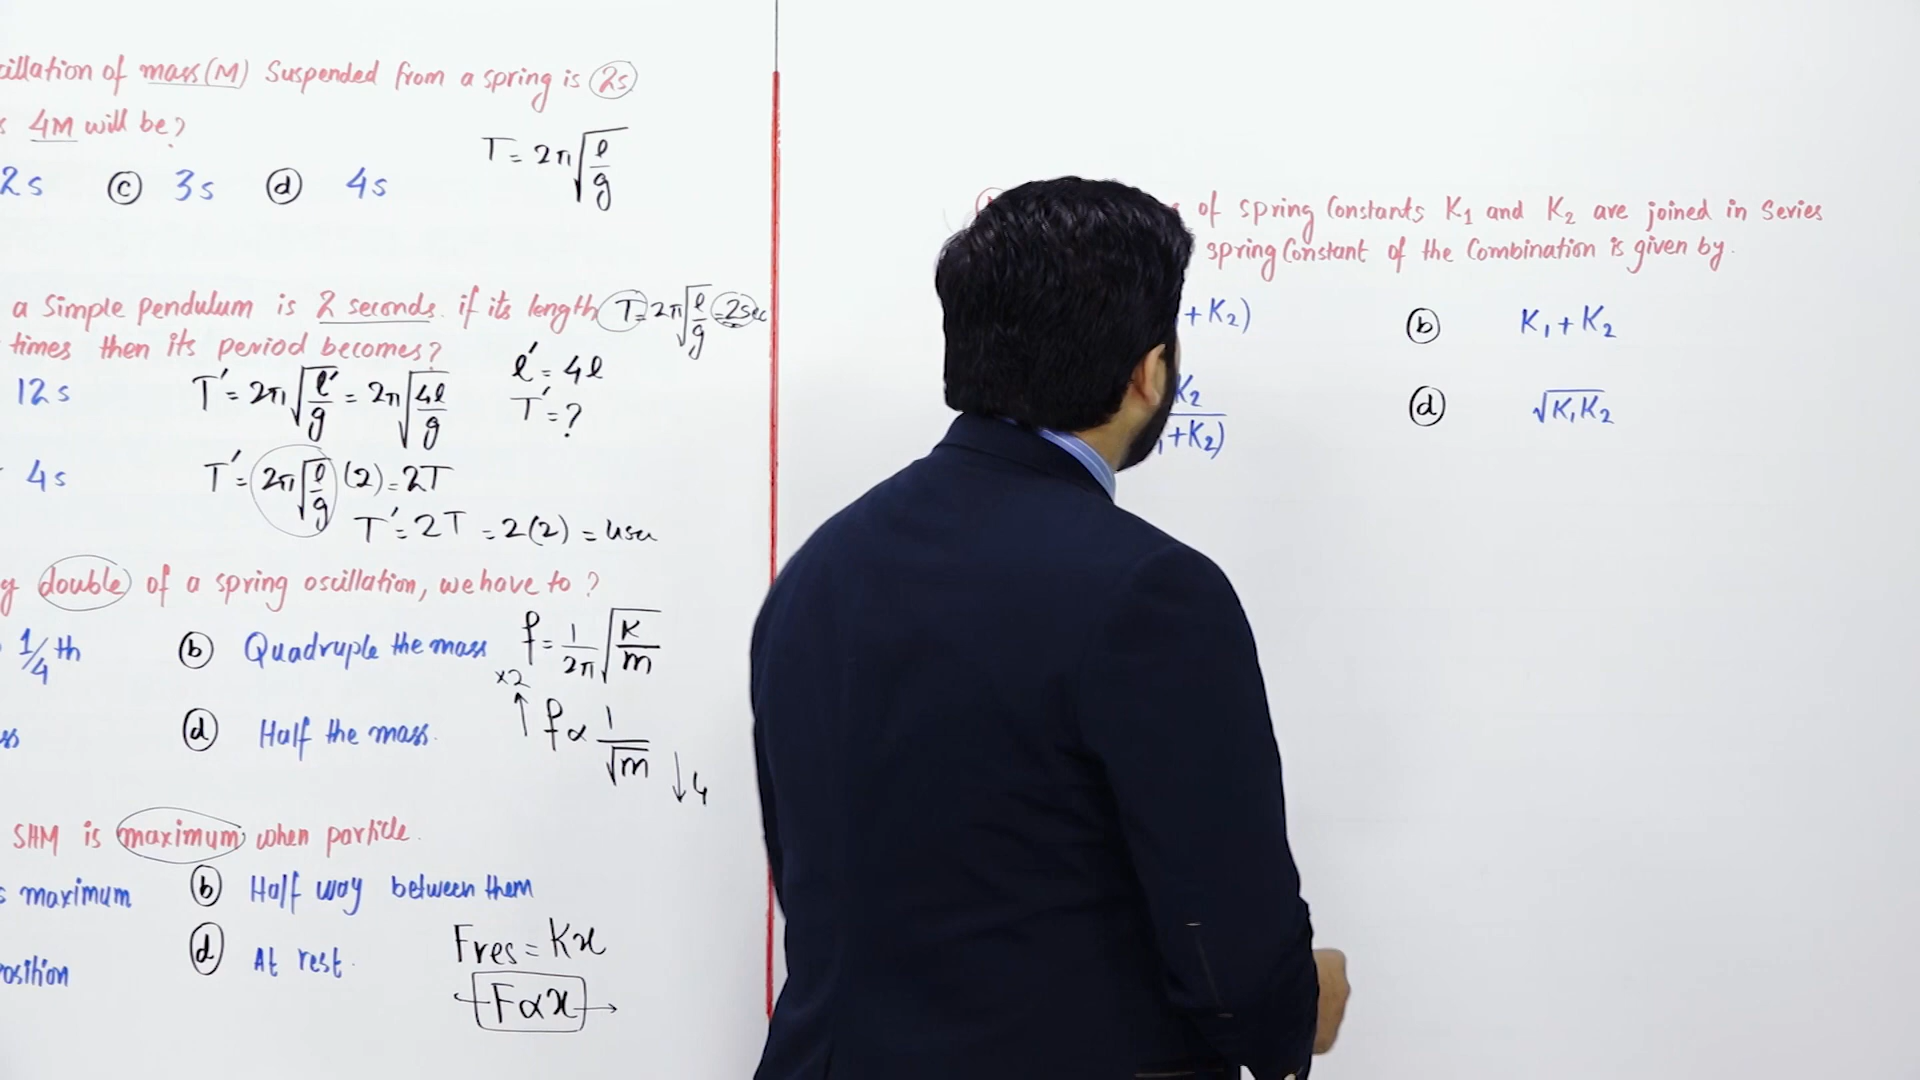 cillation of mass (M) Suspended from a spring is 2s
4M will be?
2s (c) 3s (d) 4s
T = 2π√(l/g)
a Simple pendulum is 2 seconds. if its length
T = 2π√(l/g) = 2sec
times then its period becomes?
12s
T' = 2π√(l'/g) = 2π√(4l/g)
l' = 4l
T' = ?
4s
T' = 2π√(l/g) (2) = 2T
T' = 2T = 2(2) = 4sec
double of a spring oscillation, we have to?
1/4th (b) Quadruple the mass
f = 1/2π √(K/m)
×2
(d) Half the mass.
↑ f ∝ 1/√m ↓4
SHM is maximum when particle.
maximum (b) Half way between them
osition (d) At rest.
Fres = Kx
F∝x
of spring Constants K₁ and K₂ are joined in Series
spring Constant of the Combination is given by.
+ K₂) (b) K₁ + K₂
K₂
+K₂) (d) √K₁K₂